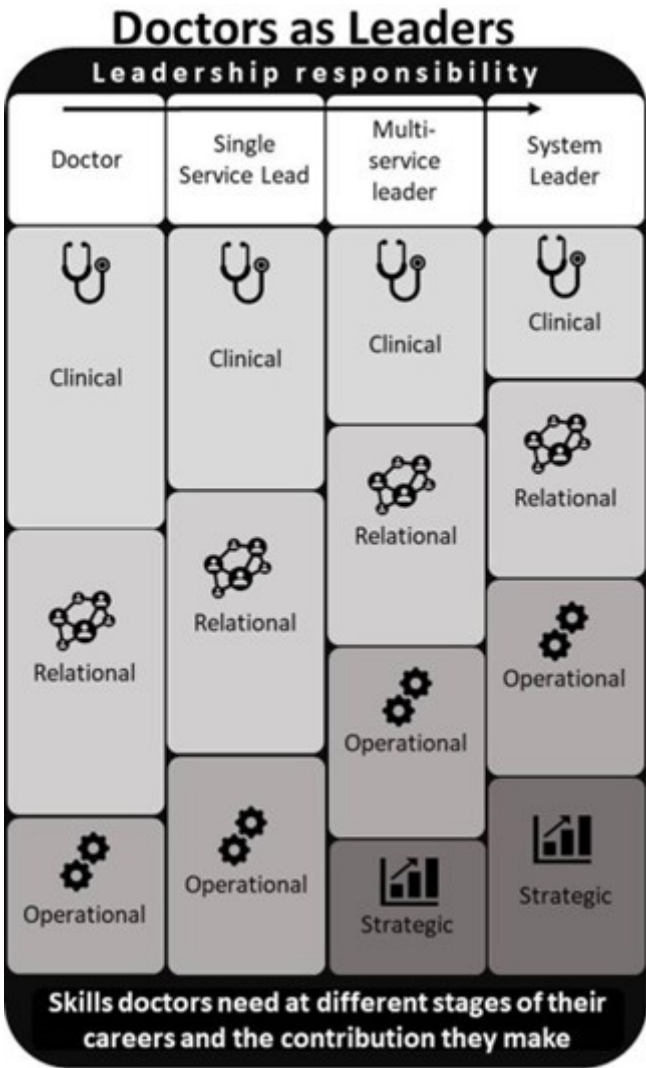 Doctors as Leaders
Leadership responsibility
Doctor
Single
Service Lead
Multi-
service
leader
System
Leader
Clinical
Relational
Operational
Clinical
Relational
Operational
Clinical
Relational
Operational
Strategic
Clinical
Relational
Operational
Strategic
Skills doctors need at different stages of their
careers and the contribution they make